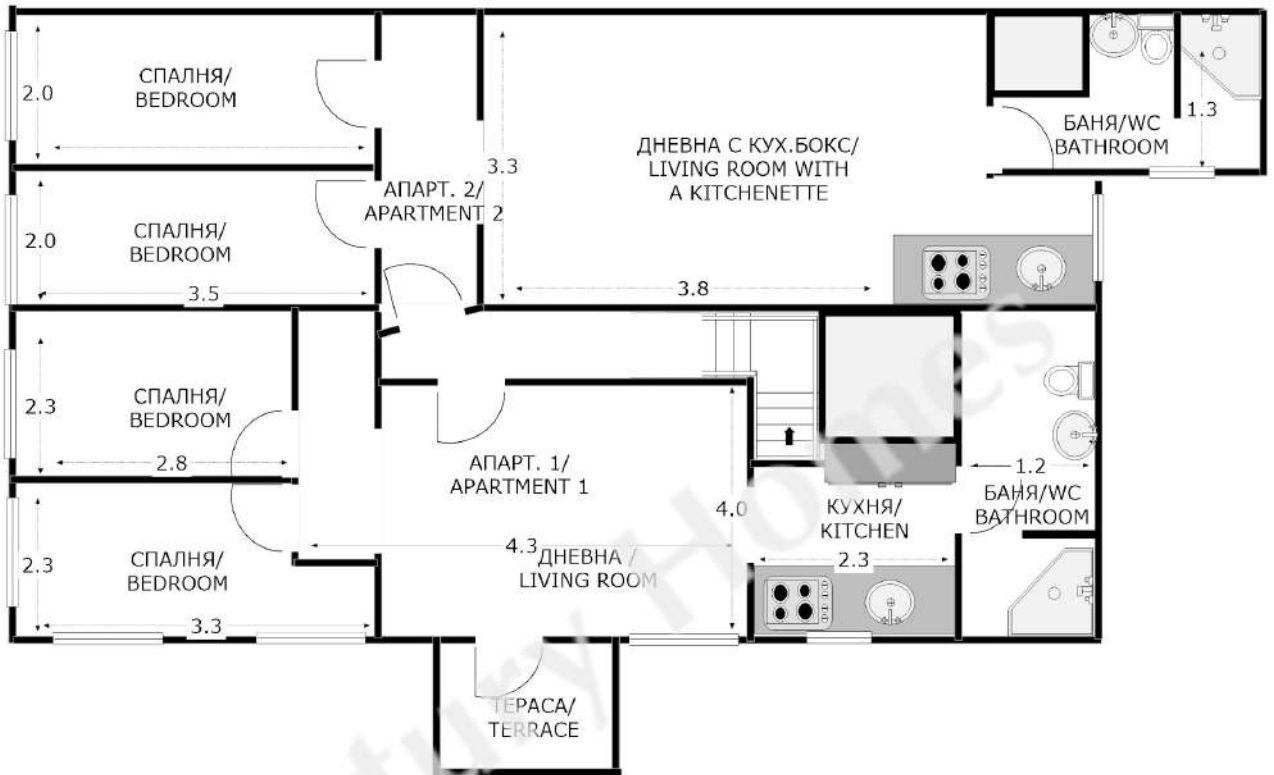 СПАЛНЯ/
BEDROOM
2.0
СПАЛНЯ/
BEDROOM
2.0
3.5
АПАРТ. 2/
APARTMENT 2
3.3
ДНЕВНА С КУХ.БОКС/
LIVING ROOM WITH
A KITCHENETTE
3.8
БАНЯ/WC
BATHROOM
1.3
СПАЛНЯ/
BEDROOM
2.3
2.8
СПАЛНЯ/
BEDROOM
2.3
3.3
АПАРТ. 1/
APARTMENT 1
4.0
4.3
ДНЕВНА /
LIVING ROOM
КУХНЯ/
KITCHEN
2.3
1.2
БАНЯ/WC
BATHROOM
ТЕРАСА/
TERRACE
Homes